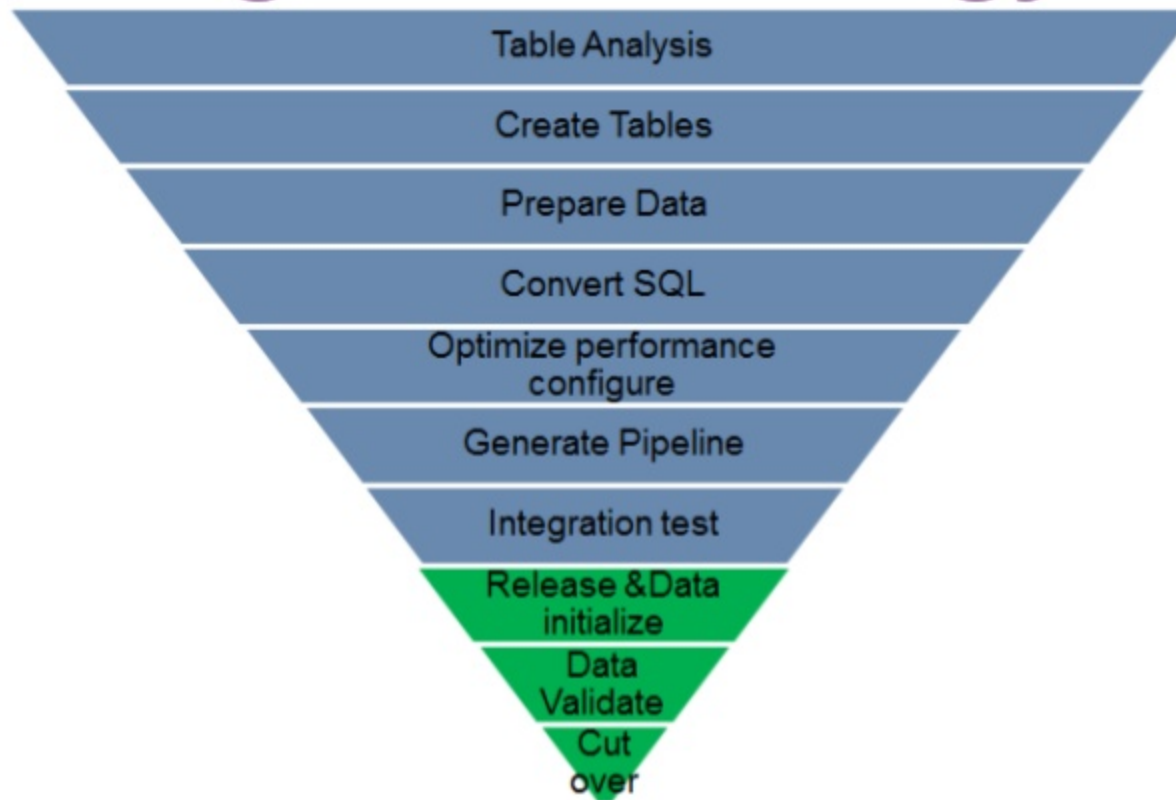 Table Analysis
Create Tables
Prepare Data
Convert SQL
Optimize performance
configure
Generate Pipeline
Integration test
Release &Data
initialize
Data
Validate
Cut
over